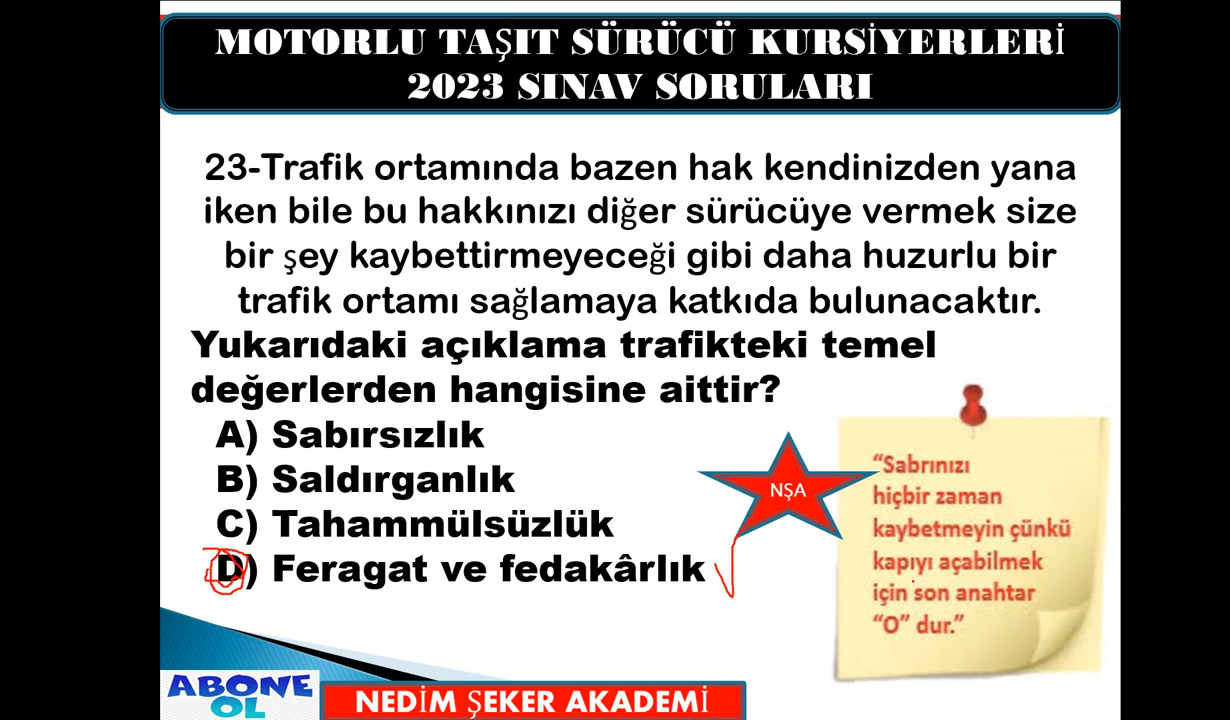 MOTORLU TAŞIT SÜRÜCÜ KURSİYERLERİ
2023 SINAV SORULARI
23-Trafik ortamında bazen hak kendinizden yana
iken bile bu hakkınızı diğer sürücüye vermek size
bir şey kaybettirmeyeceği gibi daha huzurlu bir
trafik ortamı sağlamaya katkıda bulunacaktır.
Yukarıdaki açıklama trafikteki temel
değerlerden hangisine aittir?
A) Sabırsızlık
B) Saldırganlık
C) Tahammülsüzlük
D) Feragat ve fedakârlık
NŞA
“Sabrınızı
hiçbir zaman
kaybetmeyin çünkü
kapıyı açabilmek
için son anahtar
“O” dur.”
ABONE
OL
NEDİM ŞEKER AKADEMİ